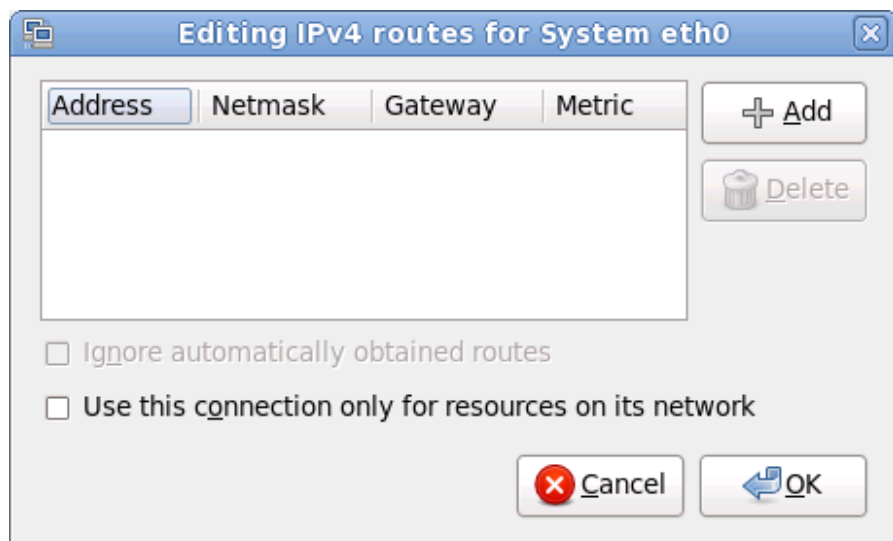 Editing IPv4 routes for System eth0
Address Netmask Gateway Metric
Add
Delete
Ignore automatically obtained routes
Use this connection only for resources on its network
Cancel OK